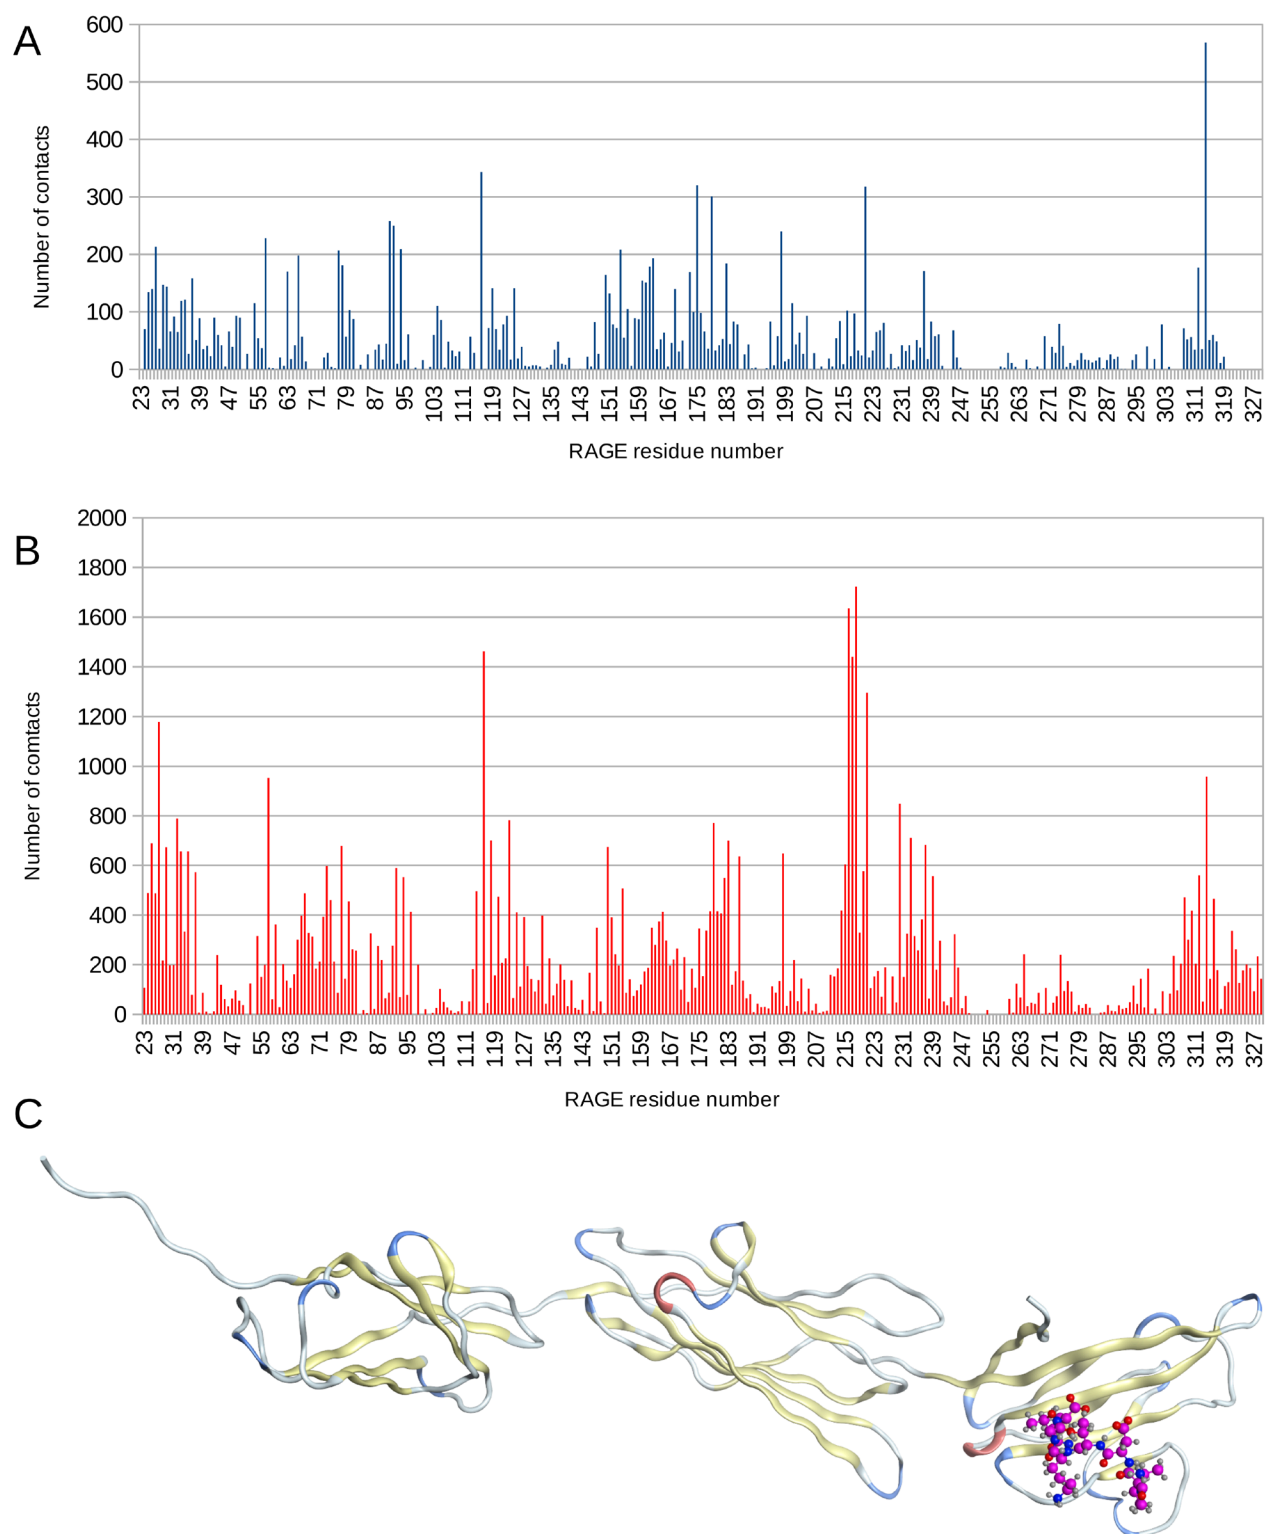 A
600
500
400
300
200
100
0
Number of contacts
23 31 39 47 55 63 71 79 87 95 103 111 119 127 135 143 151 159 167 175 183 191 199 207 215 223 231 239 247 255 263 271 279 287 295 303 311 319 327
RAGE residue number
B
2000
1800
1600
1400
1200
1000
800
600
400
200
0
Number of comtacts
23 31 39 47 55 63 71 79 87 95 103 111 119 127 135 143 151 159 167 175 183 191 199 207 215 223 231 239 247 255 263 271 279 287 295 303 311 319 327
RAGE residue number
C